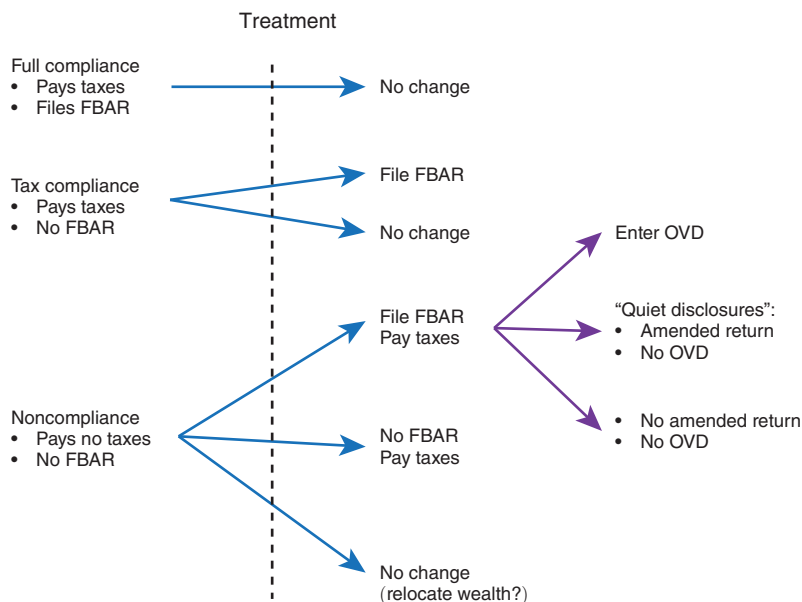 Treatment
Full compliance
• Pays taxes
• Files FBAR
No change
Tax compliance
• Pays taxes
• No FBAR
File FBAR
No change
Noncompliance
• Pays no taxes
• No FBAR
File FBAR
Pay taxes
No FBAR
Pay taxes
No change
(relocate wealth?)
Enter OVD
“Quiet disclosures”:
• Amended return
• No OVD
• No amended return
• No OVD